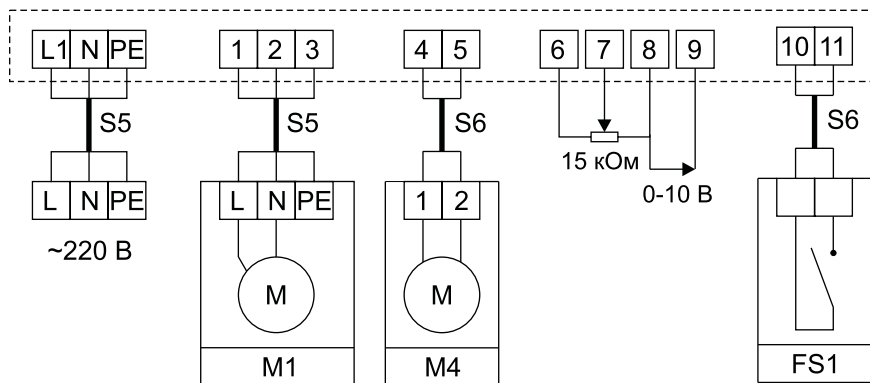 L1 N PE 1 2 3 4 5 6 7 8 9 10 11
S5 S5 S6 S6
15 кОм
0-10 В
L N PE L N PE 1 2
~220 В
M M
M1 M4 FS1